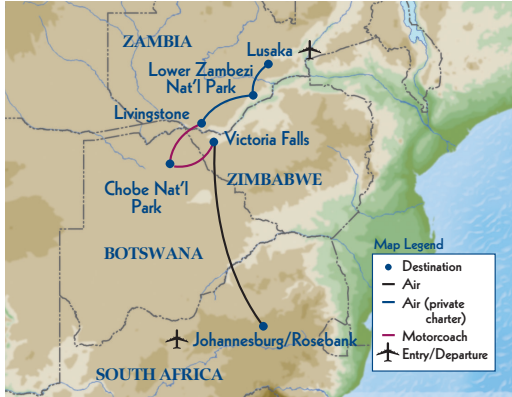 ZAMBIA
Lusaka
Lower Zambezi
Nat'l Park
Livingstone
Victoria Falls
Chobe Nat'l
Park
ZIMBABWE
BOTSWANA
Map Legend
Destination
Air
Air (private
charter)
Motorcoach
Entry/Departure
Johannesburg/Rosebank
SOUTH AFRICA